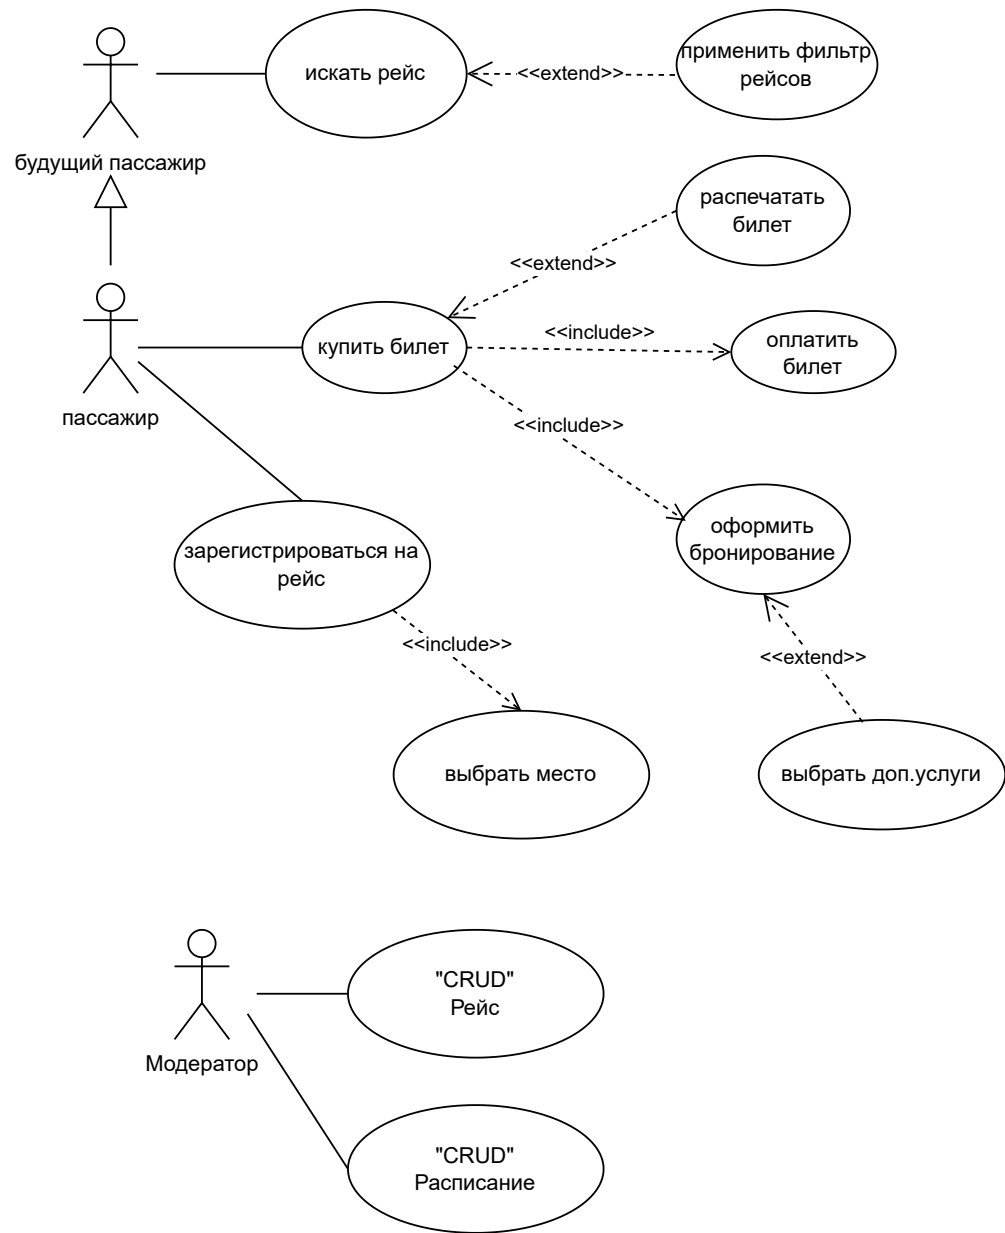 искать рейс
<<extend>>
применить фильтр
рейсов
будущий пассажир
распечатать
билет
<<extend>>
купить билет
<<include>>
оплатить
билет
пассажир
<<include>>
оформить
бронирование
зарегистрироваться на
рейс
<<include>>
<<extend>>
выбрать место
выбрать доп.услуги
"CRUD"
Рейс
Модератор
"CRUD"
Расписание